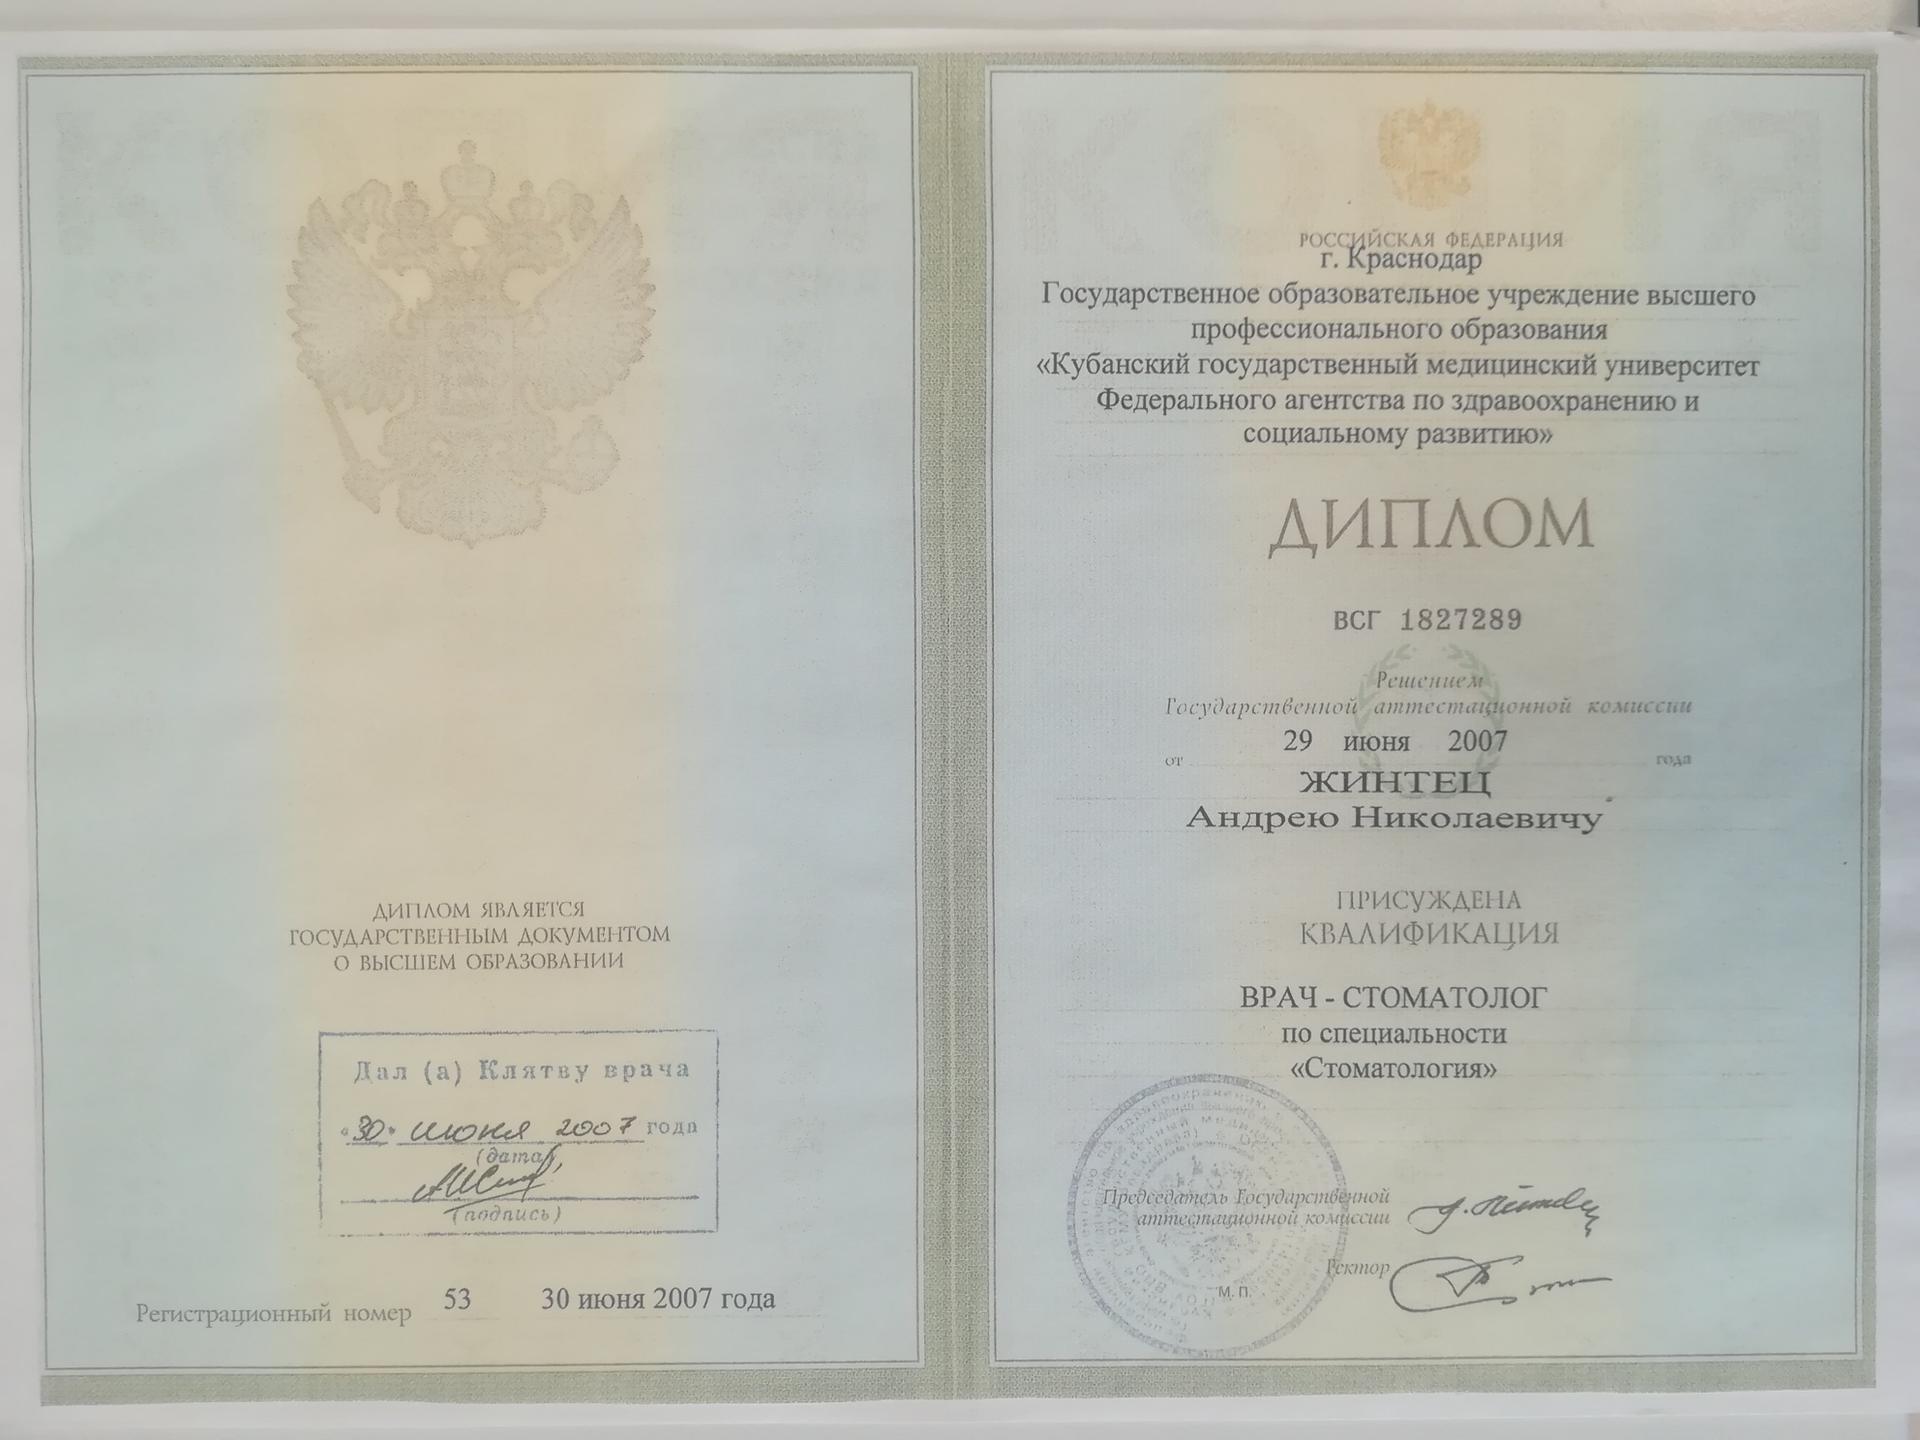 ДИПЛОМ ЯВЛЯЕТСЯ
ГОСУДАРСТВЕННЫМ ДОКУМЕНТОМ
О ВЫСШЕМ ОБРАЗОВАНИИ
Дал (а) Клятву врача
«30» июня 2007 года
(дата)
(подпись)
Регистрационный номер 53 30 июня 2007 года
КОПИЯ
РОССИЙСКАЯ ФЕДЕРАЦИЯ
г. Краснодар
Государственное образовательное учреждение высшего
профессионального образования
«Кубанский государственный медицинский университет
Федерального агентства по здравоохранению и
социальному развитию»
ДИПЛОМ
ВСГ 1827289
Решением
Государственной аттестационной комиссии
от 29 июня 2007 года
ЖИНТЕЦ
Андрею Николаевичу
ПРИСУЖДЕНА
КВАЛИФИКАЦИЯ
ВРАЧ - СТОМАТОЛОГ
по специальности
«Стоматология»
Председатель Государственной
аттестационной комиссии
Ректор
М. П.